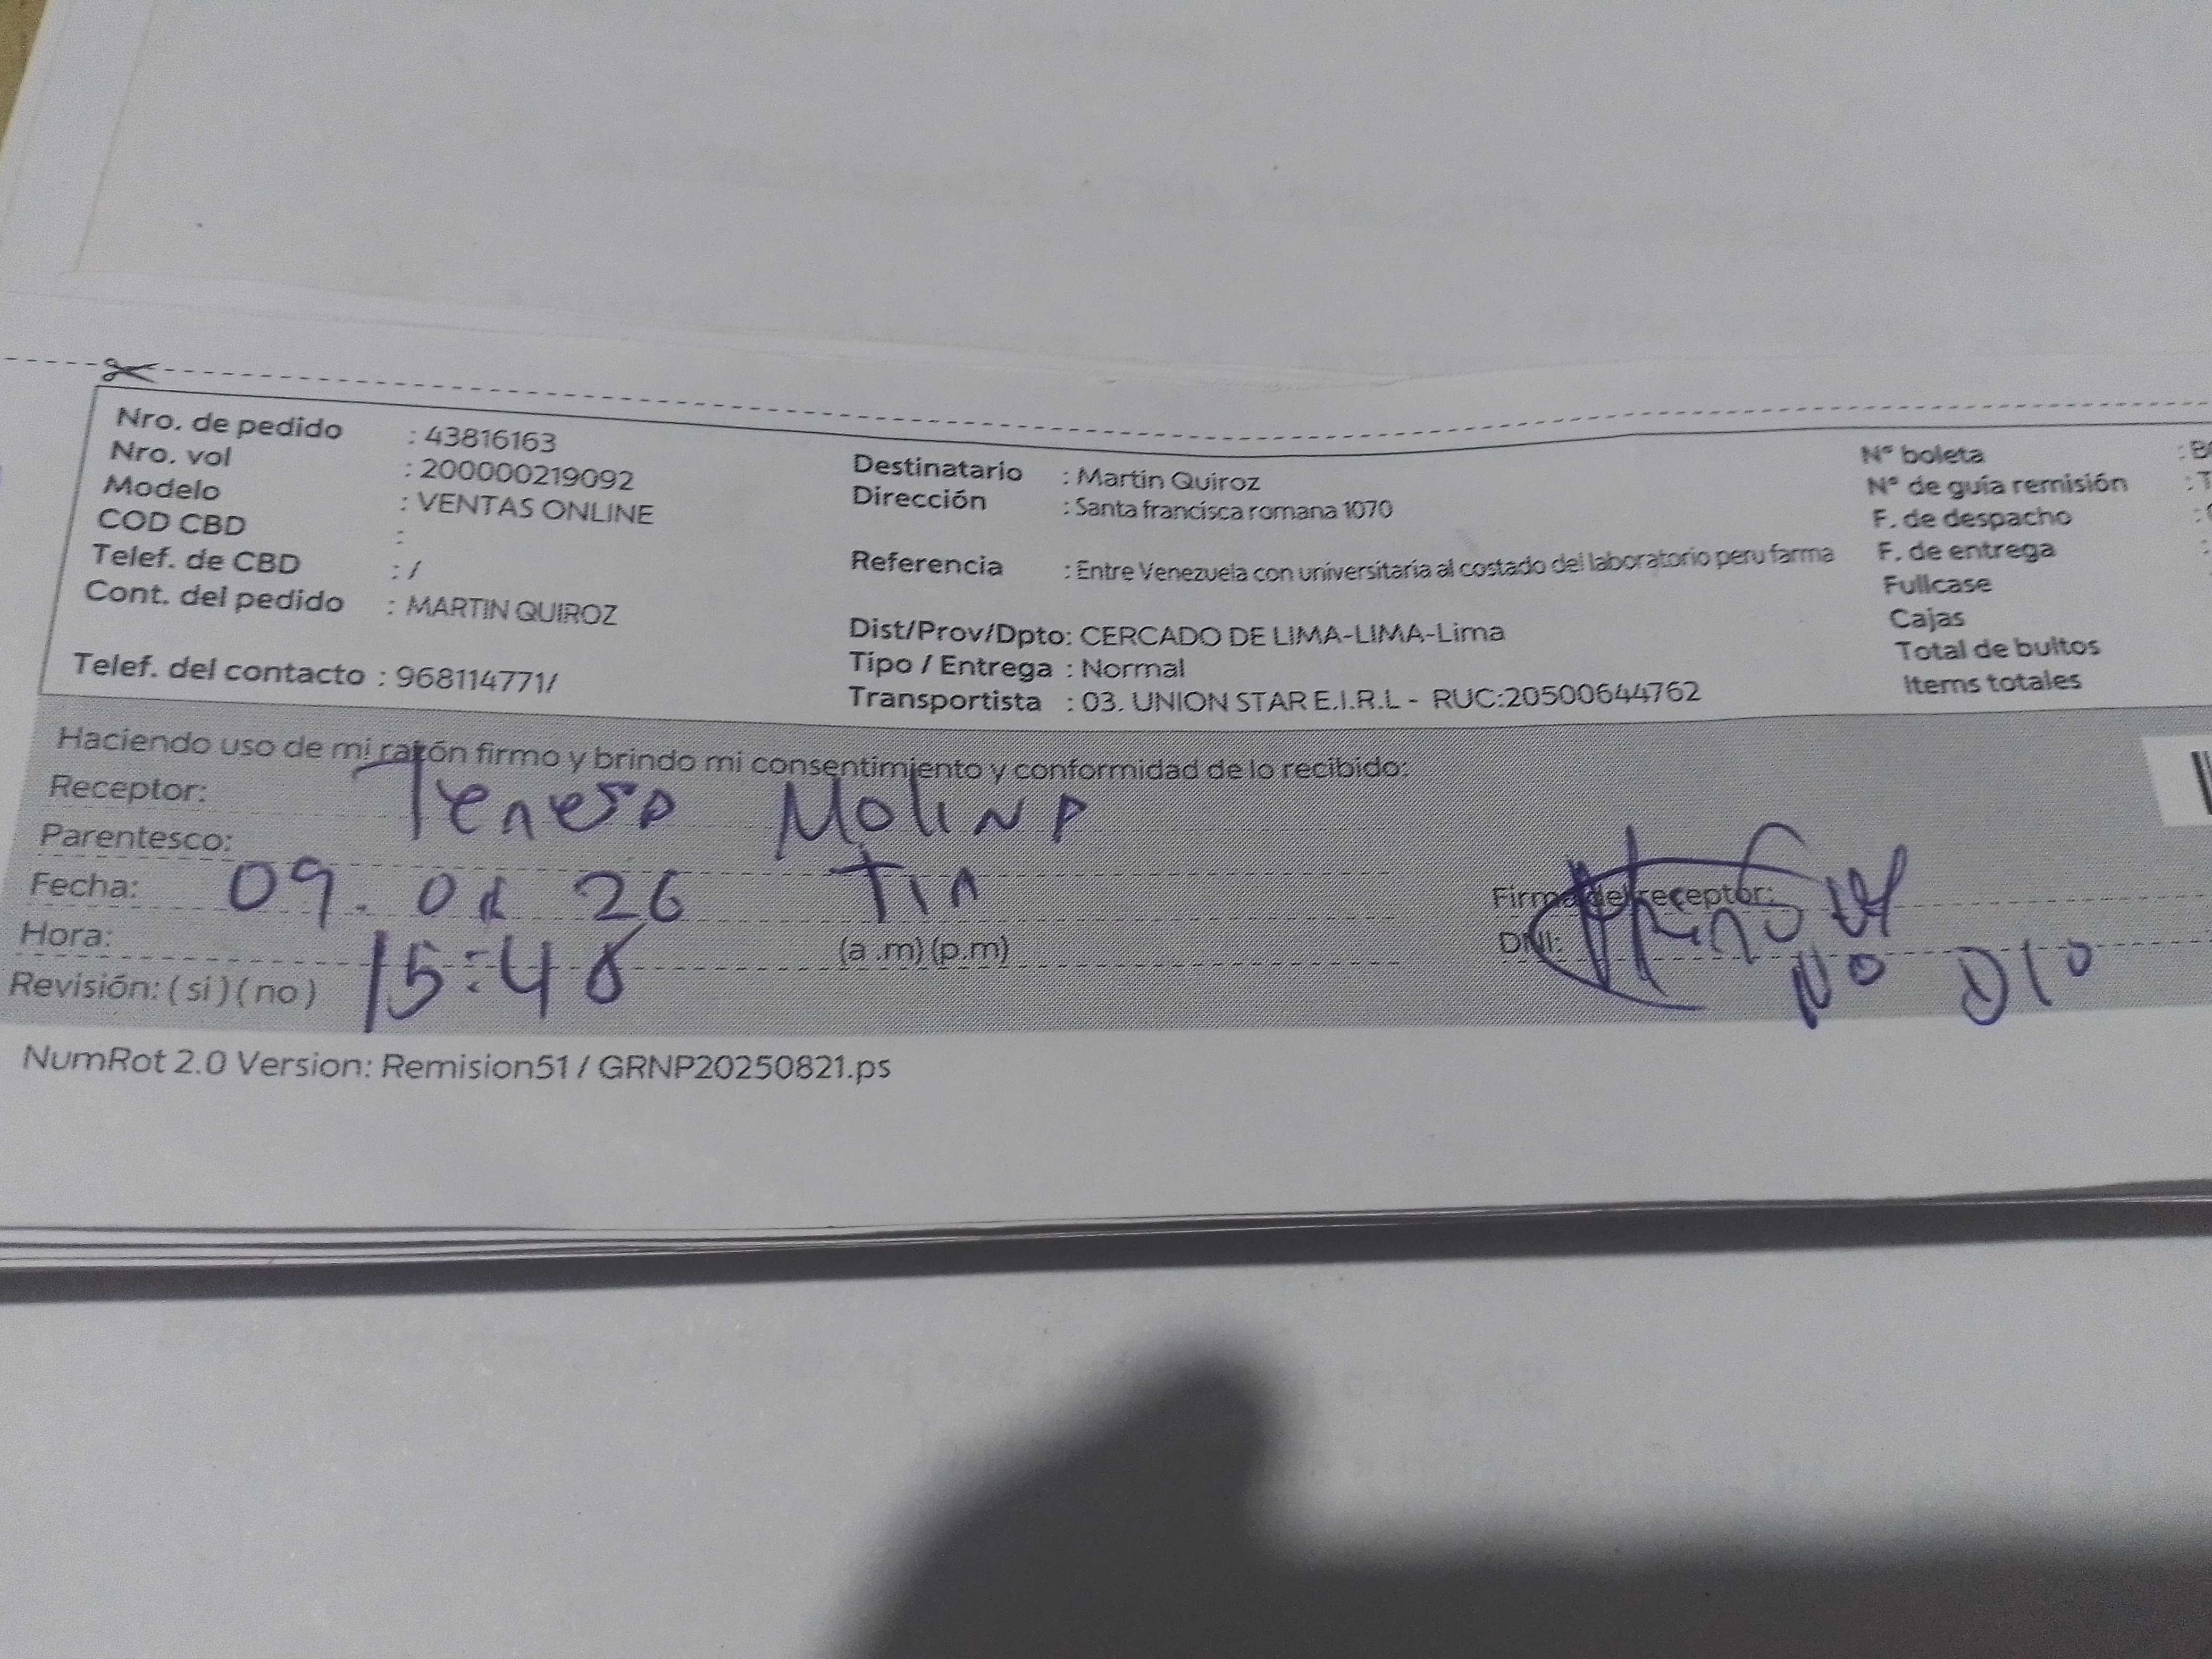 Nro. de pedido : 43816163
Nro. vol : 200000219092
Modelo : VENTAS ONLINE
COD CBD :
Telef. de CBD : /
Cont. del pedido : MARTIN QUIROZ
Telef. del contacto : 968114771/
Destinatario : Martin Quiroz
Dirección : Santa francisca romana 1070
Referencia : Entre Venezuela con universitaria al costado del laboratorio peru farma
Dist/Prov/Dpto: CERCADO DE LIMA-LIMA-Lima
Tipo / Entrega : Normal
Transportista : 03. UNION STAR E.I.R.L - RUC:20500644762
N° boleta : B
N° de guía remisión : T
F. de despacho :
F. de entrega :
Fullcase
Cajas
Total de bultos
Items totales
Haciendo uso de mi razón firmo y brindo mi consentimiento y conformidad de lo recibido:
Receptor: Molina
Parentesco: TIA
Fecha: 09. 26
Hora: 15:48 (a .m) (p.m)
Revisión: ( si ) ( no )
Firma del receptor:
DNI: NO DIO
NumRot 2.0 Version: Remision51 / GRNP20250821.ps